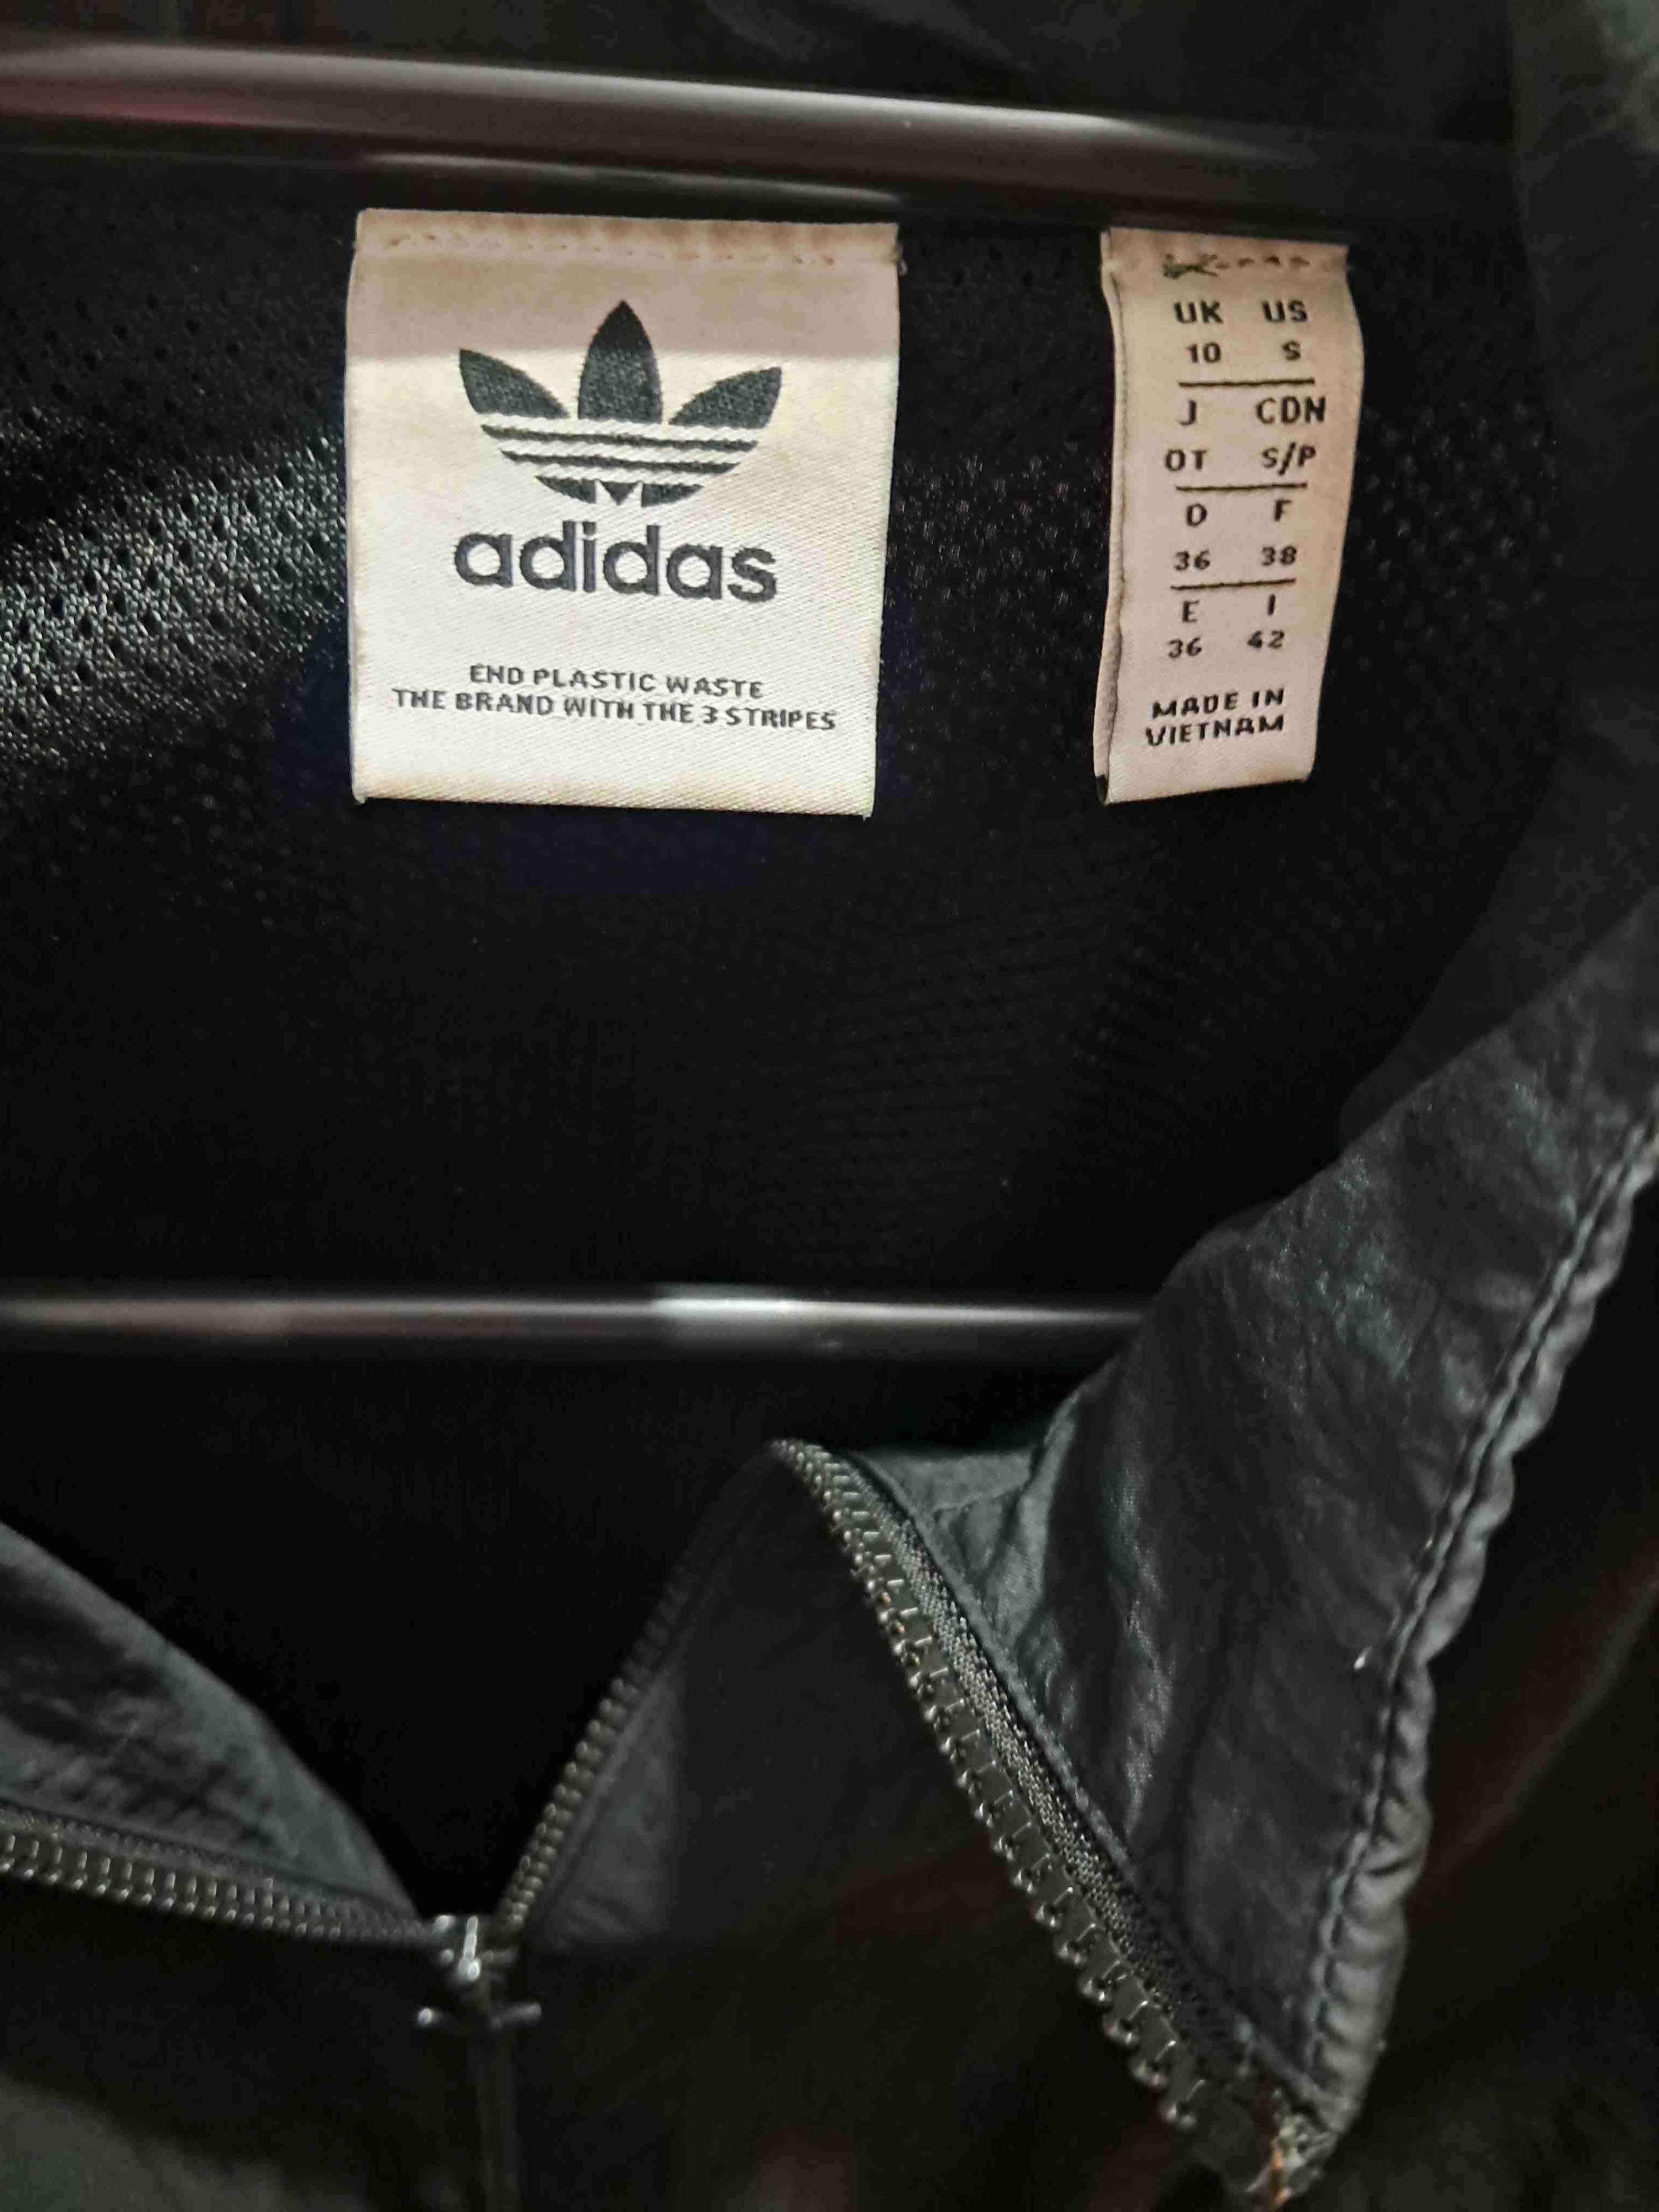 adidas
END PLASTIC WASTE
THE BRAND WITH THE 3 STRIPES
UK US
10 S
J CDN
OT S/P
D F
36 38
E I
36 42
MADE IN
VIETNAM